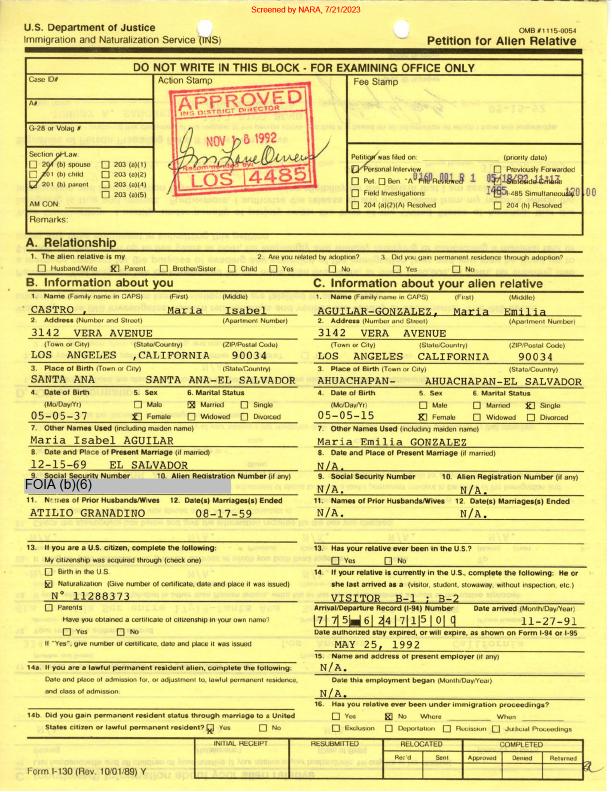 Screened by NARA, 7/21/2023
U.S. Department of Justice
Immigration and Naturalization Service (INS)
OMB #1115-0054
Petition for Alien Relative
DO NOT WRITE IN THIS BLOCK - FOR EXAMINING OFFICE ONLY
Case ID#
Action Stamp
Fee Stamp
A#
G-28 or Volag #
APPROVED
INS DISTRICT DIRECTOR
NOV 1992
Recommended by:
LOS 4485
Section of Law:
201 (b) spouse 203 (a)(1)
201 (b) child 203 (a)(2)
201 (b) parent 203 (a)(4)
203 (a)(5)
AM CON:
Petition was filed on: (priority date)
Personal Interview Previously Forwarded
Pet. Ben "A" File Reviewed
Field Investigations I-485 Simultaneously
204 (a)(2)(A) Resolved 204 (h) Resolved
120.00
Remarks:
A. Relationship
1. The alien relative is my 2. Are you related by adoption? 3. Did you gain permanent residence through adoption?
Husband/Wife X Parent Brother/Sister Child Yes No Yes No
B. Information about you
1. Name (Family name in CAPS) (First) (Middle)
CASTRO , Maria Isabel
2. Address (Number and Street) (Apartment Number)
3142 VERA AVENUE
(Town or City) (State/Country) (ZIP/Postal Code)
LOS ANGELES ,CALIFORNIA 90034
3. Place of Birth (Town or City) (State/Country)
SANTA ANA SANTA ANA-EL SALVADOR
4. Date of Birth 5. Sex 6. Marital Status
(Mo/Day/Yr) Male X Married Single
05-05-37 X Female Widowed Divorced
7. Other Names Used (including maiden name)
Maria Isabel AGUILAR
8. Date and Place of Present Marriage (if married)
12-15-69 EL SALVADOR
9. Social Security Number 10. Alien Registration Number (if any)
FOIA (b)(6)
11. Names of Prior Husbands/Wives 12. Date(s) Marriages(s) Ended
ATILIO GRANADINO 08-17-59
13. If you are a U.S. citizen, complete the following:
My citizenship was acquired through (check one)
Birth in the U.S.
X Naturalization (Give number of certificate, date and place it was issued)
N° 11288373
Parents
Have you obtained a certificate of citizenship in your own name?
Yes No
If "Yes", give number of certificate, date and place it was issued
14a. If you are a lawful permanent resident alien, complete the following:
Date and place of admission for, or adjustment to, lawful permanent residence,
and class of admission:
14b. Did you gain permanent resident status through marriage to a United
States citizen or lawful permanent resident? Yes No
C. Information about your alien relative
1. Name (Family name in CAPS) (First) (Middle)
AGUILAR-GONZALEZ, Maria Emilia
2. Address (Number and Street) (Apartment Number)
3142 VERA AVENUE
(Town or City) (State/Country) (ZIP/Postal Code)
LOS ANGELES CALIFORNIA 90034
3. Place of Birth (Town or City) (State/Country)
AHUACHAPAN- AHUACHAPAN-EL SALVADOR
4. Date of Birth 5. Sex 6. Marital Status
(Mo/Day/Yr) Male Married X Single
05-05-15 X Female Widowed Divorced
7. Other Names Used (including maiden name)
Maria Emilia GONZALEZ
8. Date and Place of Present Marriage (if married)
N/A.
9. Social Security Number 10. Alien Registration Number (if any)
N/A. N/A.
11. Names of Prior Husbands/Wives 12. Date(s) Marriages(s) Ended
N/A. N/A.
13. Has your relative ever been in the U.S.?
Yes No
14. If your relative is currently in the U.S., complete the following: He or
she last arrived as a (visitor, student, stowaway, without inspection, etc.)
VISITOR B-1 ; B-2
Arrival/Departure Record (I-94) Number Date arrived (Month/Day/Year)
11-27-91
Date authorized stay expired, or will expire, as shown on Form I-94 or I-95
MAY 25, 1992
15. Name and address of present employer (if any)
N/A.
Date this employment began (Month/Day/Year)
N/A.
16. Has your relative ever been under immigration proceedings?
Yes X No Where When
Exclusion Deportation Recission Judicial Proceedings
INITIAL RECEIPT RESUBMITTED RELOCATED COMPLETED
Rec'd Sent Approved Denied Returned
Form I-130 (Rev. 10/01/89) Y